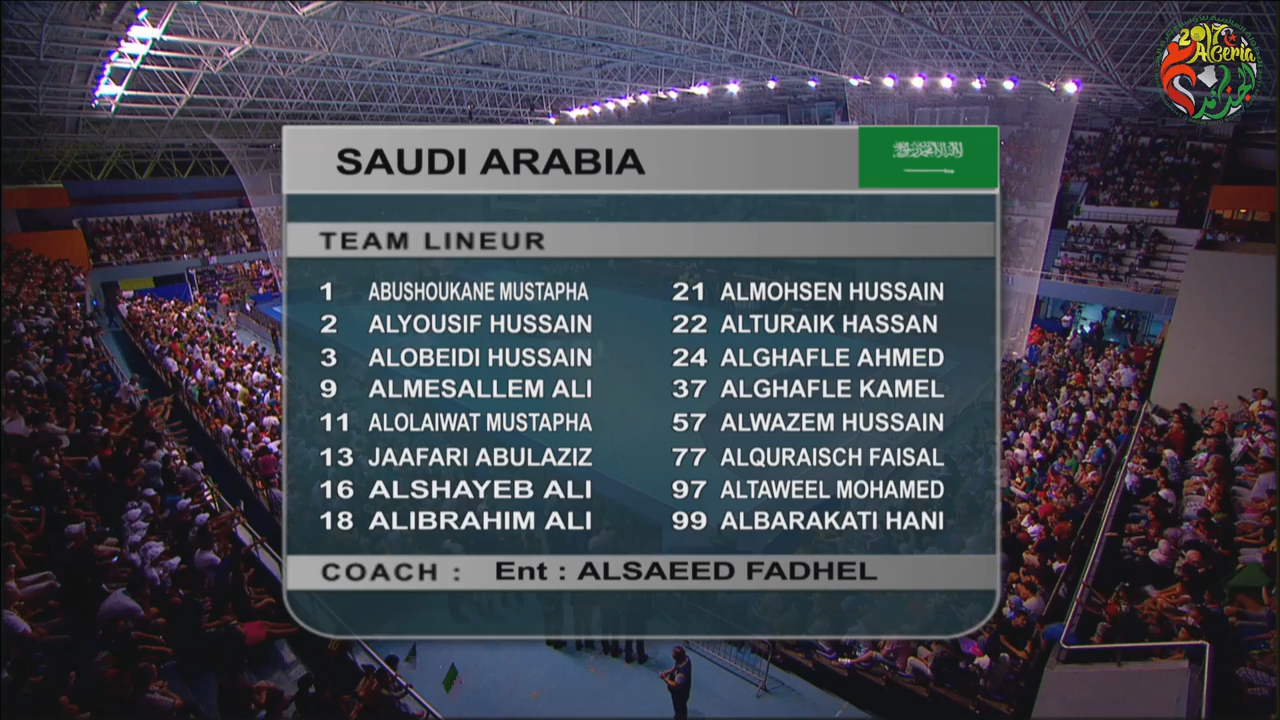 2017
Algeria
الجزائر
SAUDI ARABIA
TEAM LINEUR
1 ABUSHOUKANE MUSTAPHA
2 ALYOUSIF HUSSAIN
3 ALOBEIDI HUSSAIN
9 ALMESALLEM ALI
11 ALOLAIWAT MUSTAPHA
13 JAAFARI ABULAZIZ
16 ALSHAYEB ALI
18 ALIBRAHIM ALI
21 ALMOHSEN HUSSAIN
22 ALTURAIK HASSAN
24 ALGHAFLE AHMED
37 ALGHAFLE KAMEL
57 ALWAZEM HUSSAIN
77 ALQURAISCH FAISAL
97 ALTAWEEL MOHAMED
99 ALBARAKATI HANI
COACH : Ent : ALSAEED FADHEL